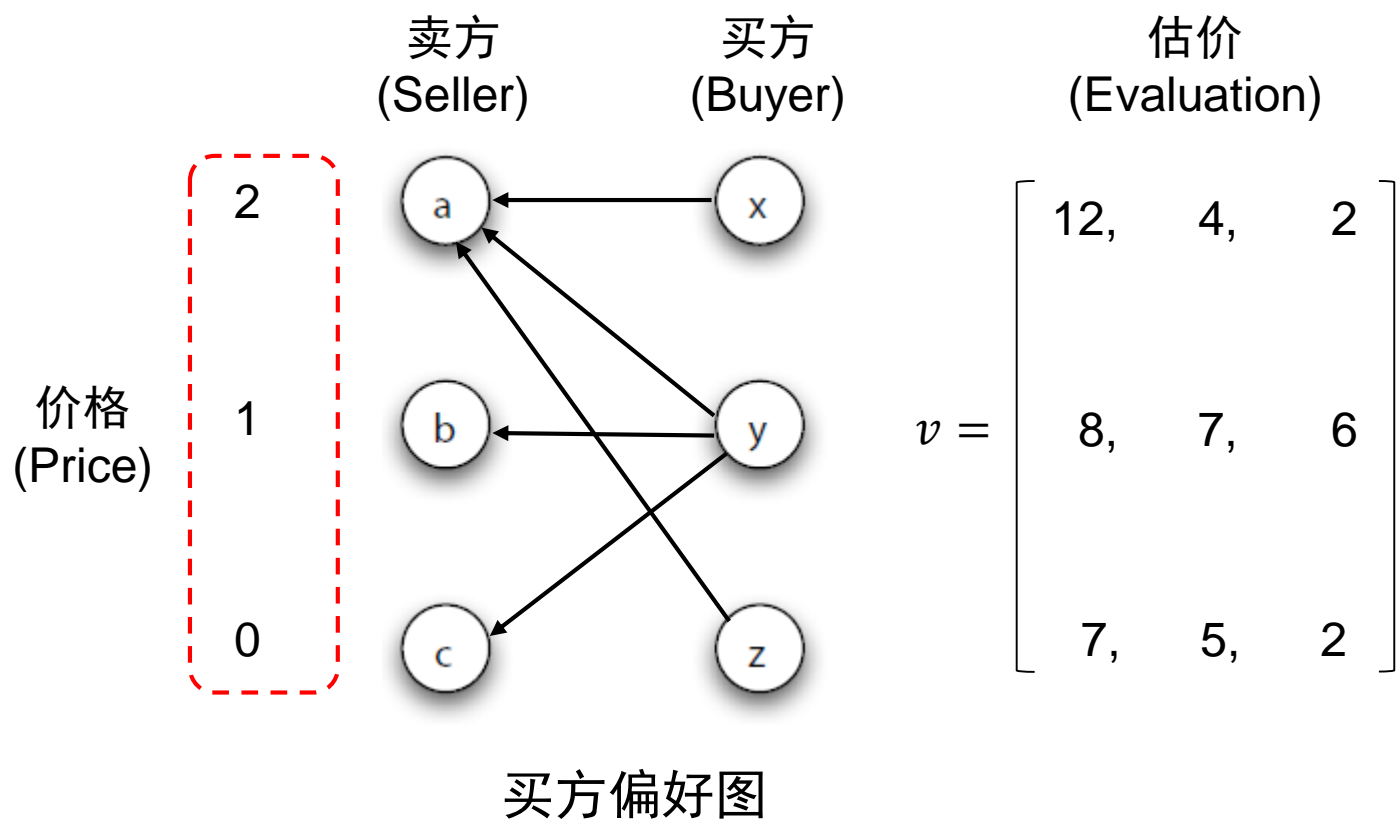 卖方
(Seller)
买方
(Buyer)
估价
(Evaluation)
价格
(Price)
2
1
0
a
b
c
x
y
z
v =
12, 4, 2
8, 7, 6
7, 5, 2
买方偏好图